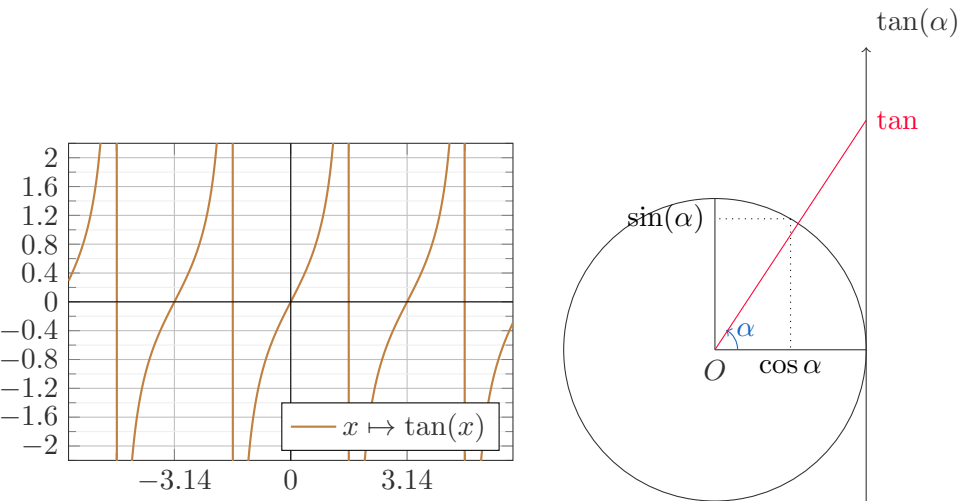 2
1.6
1.2
0.8
0.4
0
−0.4
−0.8
−1.2
−1.6
−2
−3.14 0 3.14
x ↦ tan(x)
tan(α)
tan
sin(α)
α
O
cos α